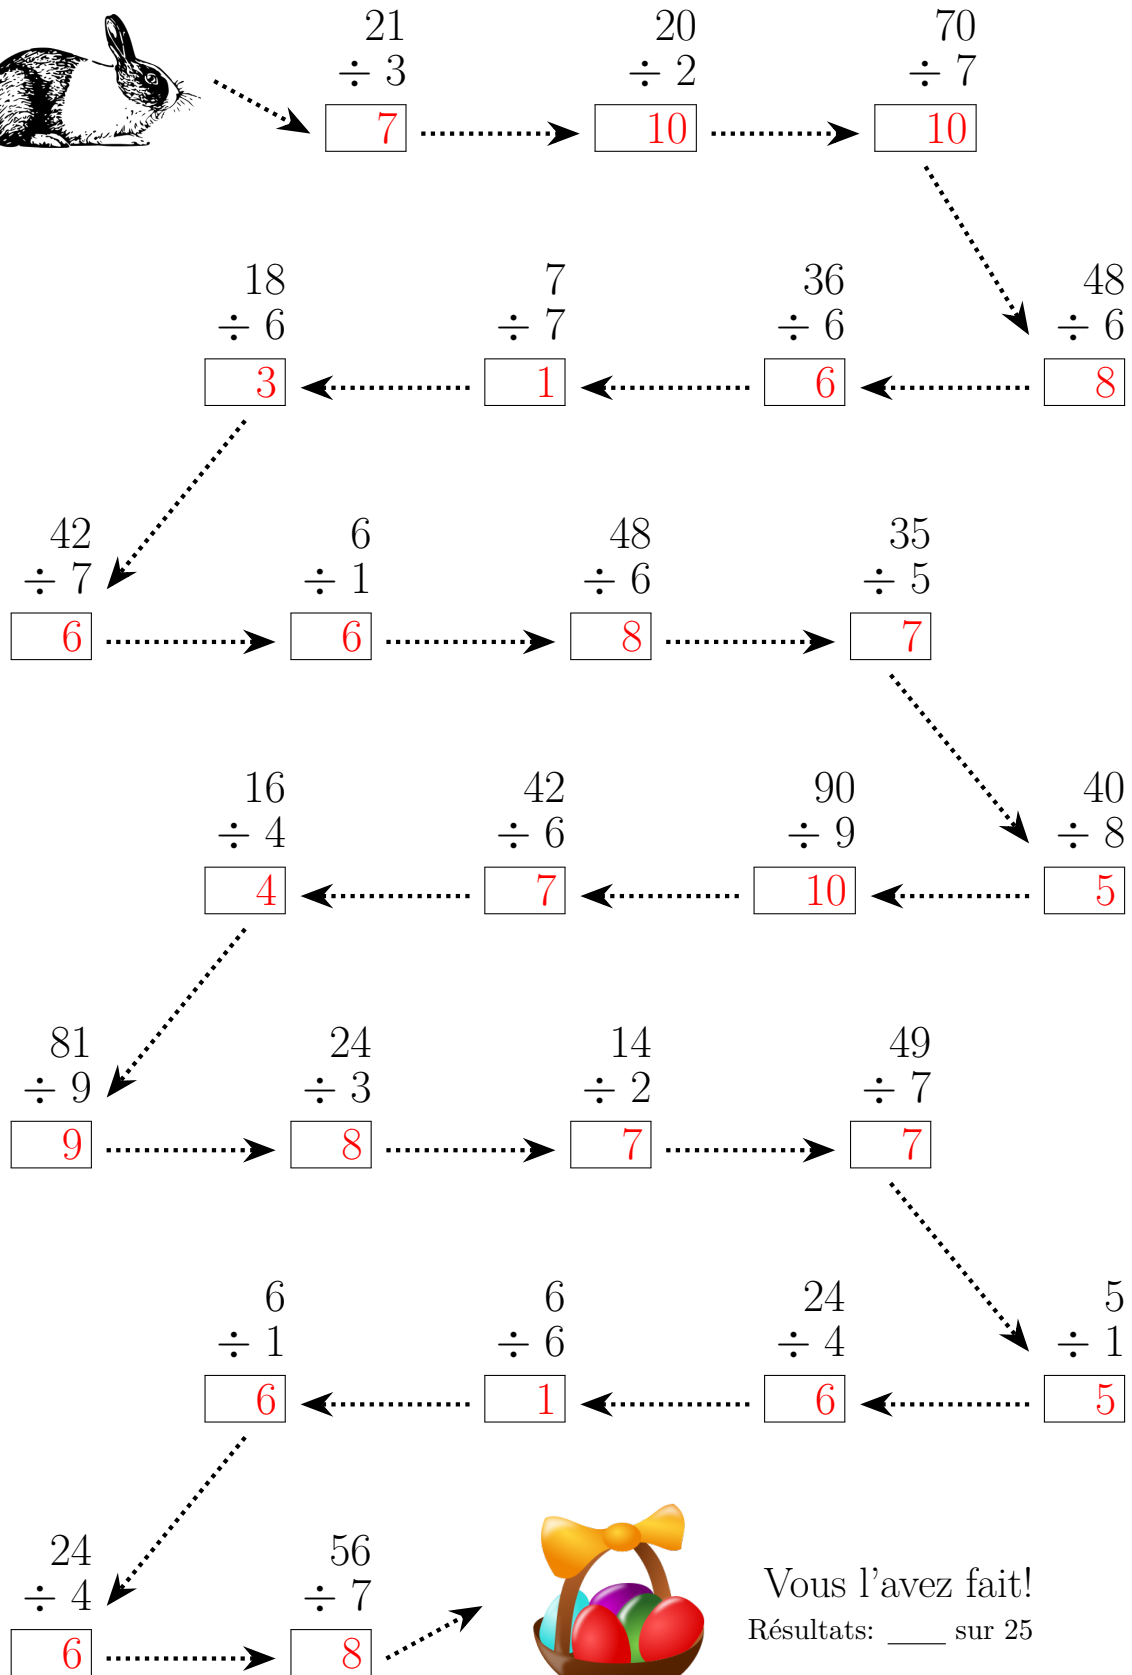 21 20 70
÷ 3 ÷ 2 ÷ 7
7 10 10
18 7 36 48
÷ 6 ÷ 7 ÷ 6 ÷ 6
3 1 6 8
42 6 48 35
÷ 7 ÷ 1 ÷ 6 ÷ 5
6 6 8 7
16 42 90 40
÷ 4 ÷ 6 ÷ 9 ÷ 8
4 7 10 5
81 24 14 49
÷ 9 ÷ 3 ÷ 2 ÷ 7
9 8 7 7
6 6 24 5
÷ 1 ÷ 6 ÷ 4 ÷ 1
6 1 6 5
24 56
÷ 4 ÷ 7
6 8
Vous l'avez fait!
Résultats: ____ sur 25